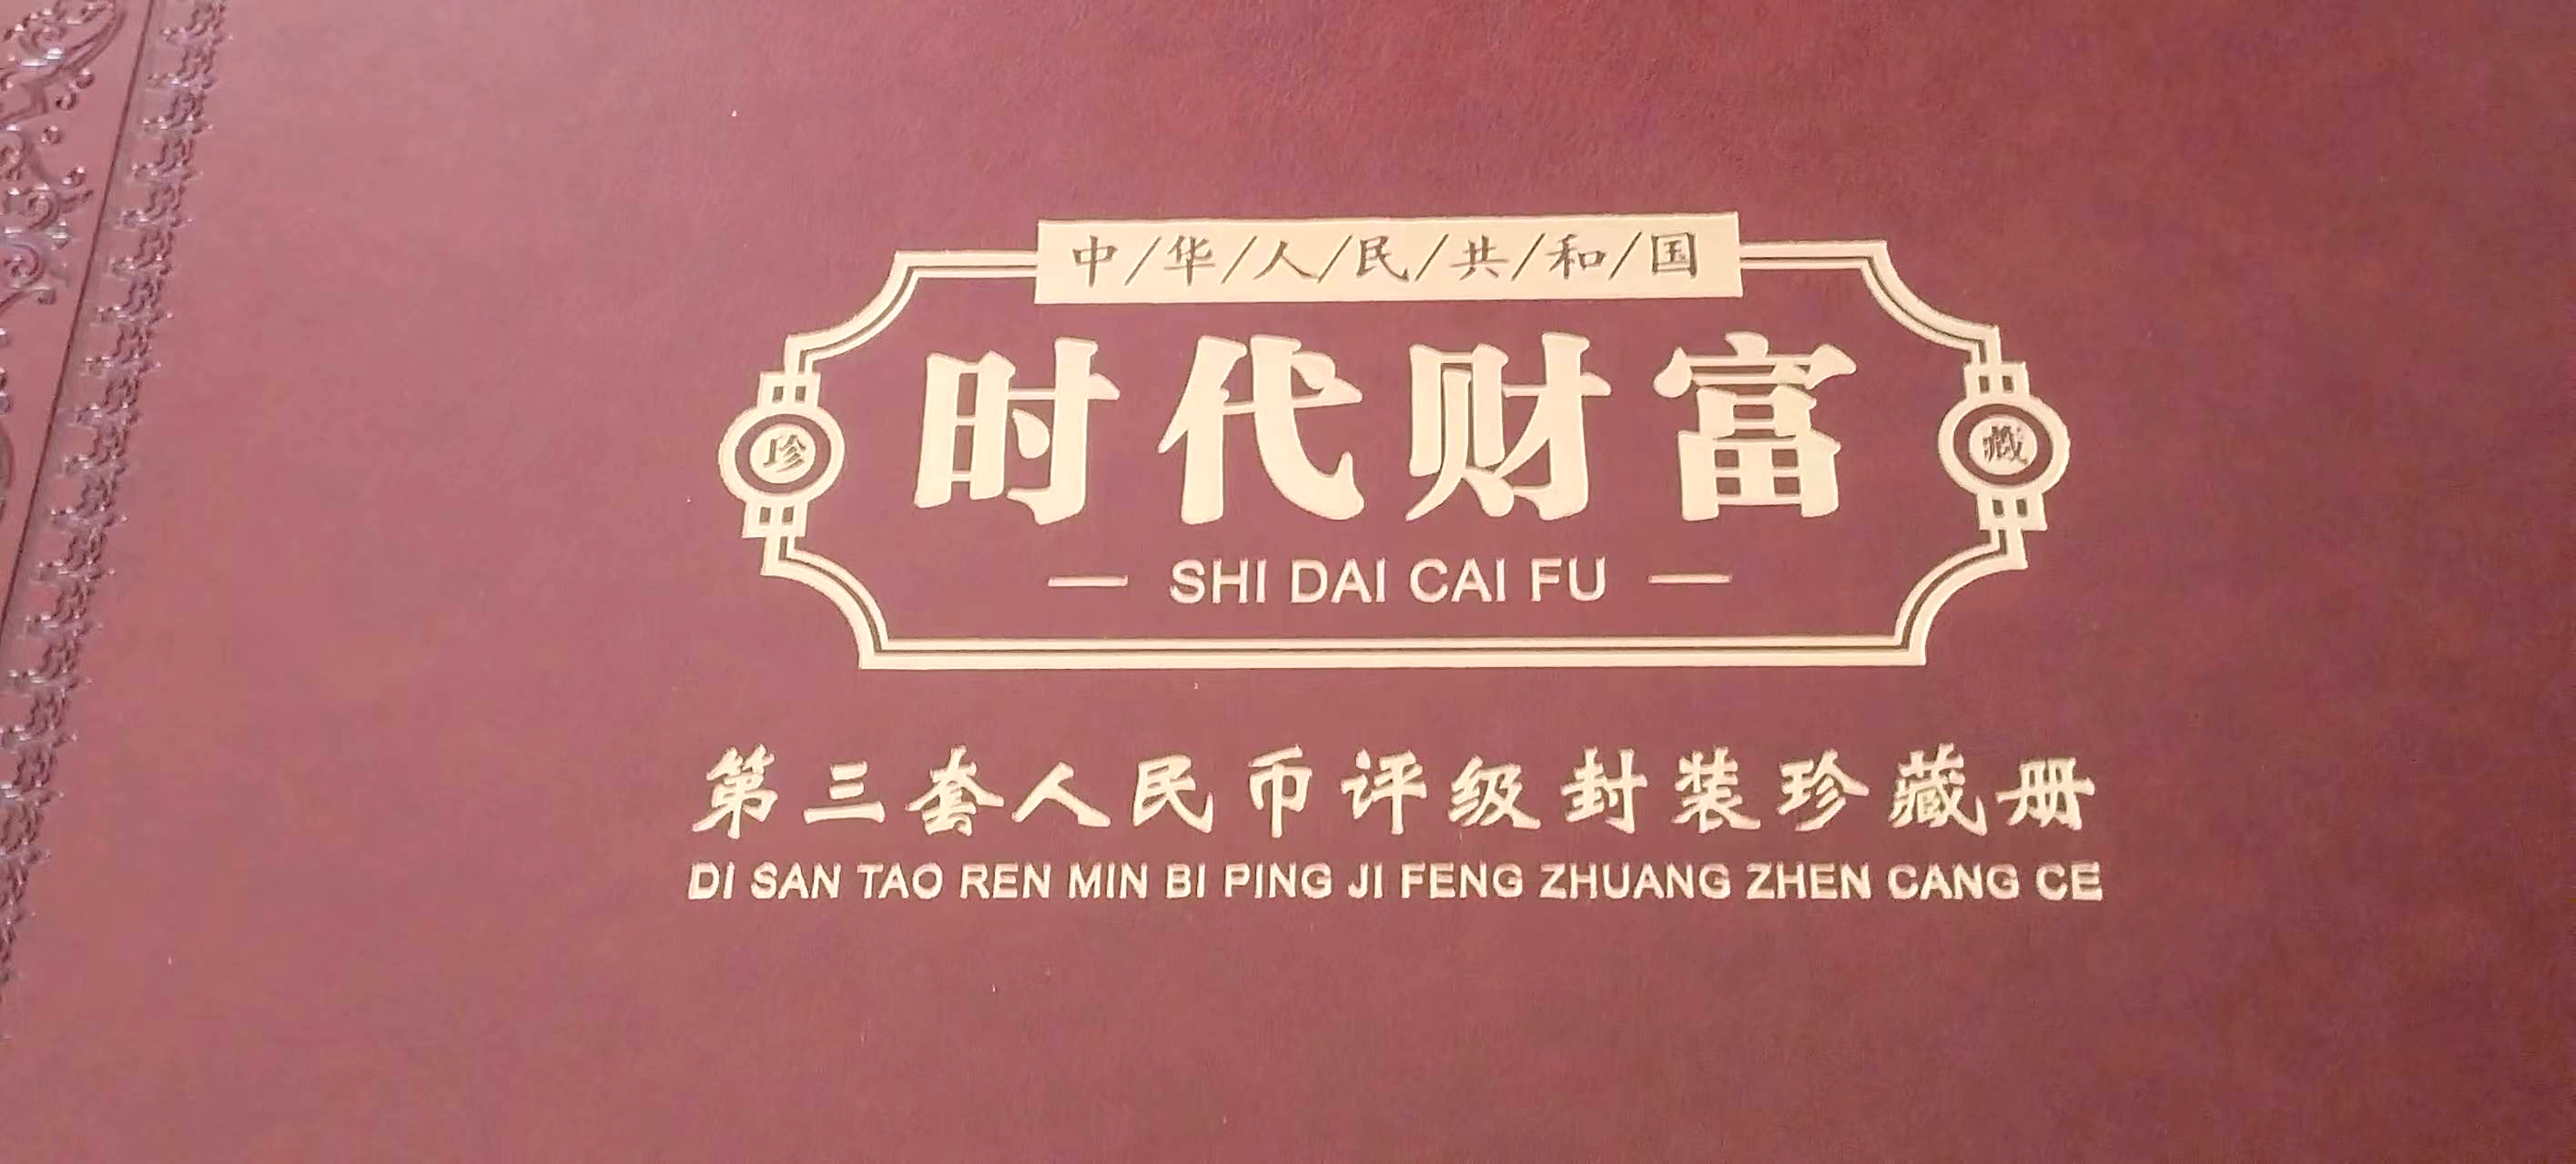 中/华/人/民/共/和/国
珍
时代财富
藏
SHI DAI CAI FU
第三套人民币评级封装珍藏册
DI SAN TAO REN MIN BI PING JI FENG ZHUANG ZHEN CANG CE